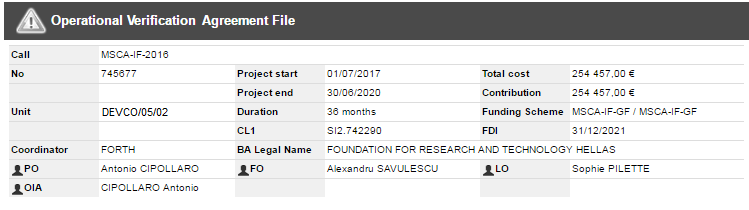 Operational Verification Agreement File
Call MSCA-IF-2016
No 745677 Project start 01/07/2017 Total cost 254 457,00 €
Project end 30/06/2020 Contribution 254 457,00 €
Unit DEVCO/05/02 Duration 36 months Funding Scheme MSCA-IF-GF / MSCA-IF-GF
CL1 SI2.742290 FDI 31/12/2021
Coordinator FORTH BA Legal Name FOUNDATION FOR RESEARCH AND TECHNOLOGY HELLAS
PO Antonio CIPOLLARO FO Alexandru SAVULESCU LO Sophie PILETTE
OIA CIPOLLARO Antonio